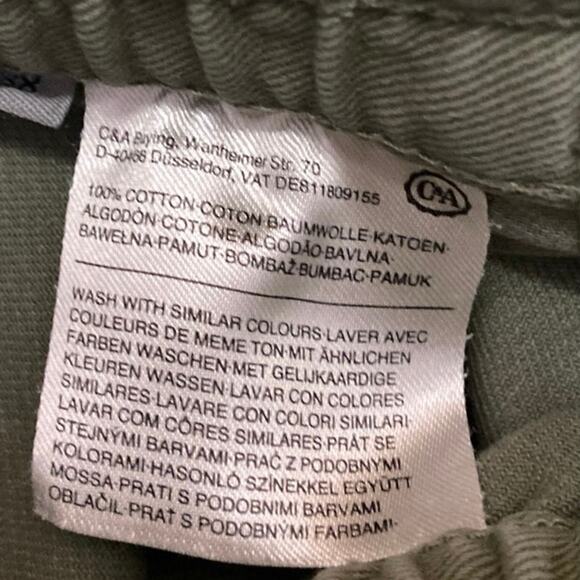 C&A Buying, Wanheimer Str. 70
D-40468 Düsseldorf, VAT DE811809155
C&A
100% COTTON·COTON·BAUMWOLLE·KATOEN·
ALGODÓN·COTONE·ALGODÃO·BAVLNA·
BAWEŁNA·PAMUT·BOMBAŽ·BUMBAC·PAMUK
WASH WITH SIMILAR COLOURS·LAVER AVEC
COULEURS DE MEME TON·MIT ÄHNLICHEN
FARBEN WASCHEN·MET GELIJKAARDIGE
KLEUREN WASSEN·LAVAR CON COLORES
SIMILARES·LAVARE CON COLORI SIMILARI·
LAVAR COM CÔRES SIMILARES·PRÁT SE
STEJNÝMI BARVAMI·PRAĆ Z PODOBNYMI
KOLORAMI·HASONLÓ SZÍNEKKEL EGYÜTT
MOSSA·PRATI S PODOBNIMI BARVAMI
OBLAČIL·PRAŤ S PODOBNÝMI FARBAMI·